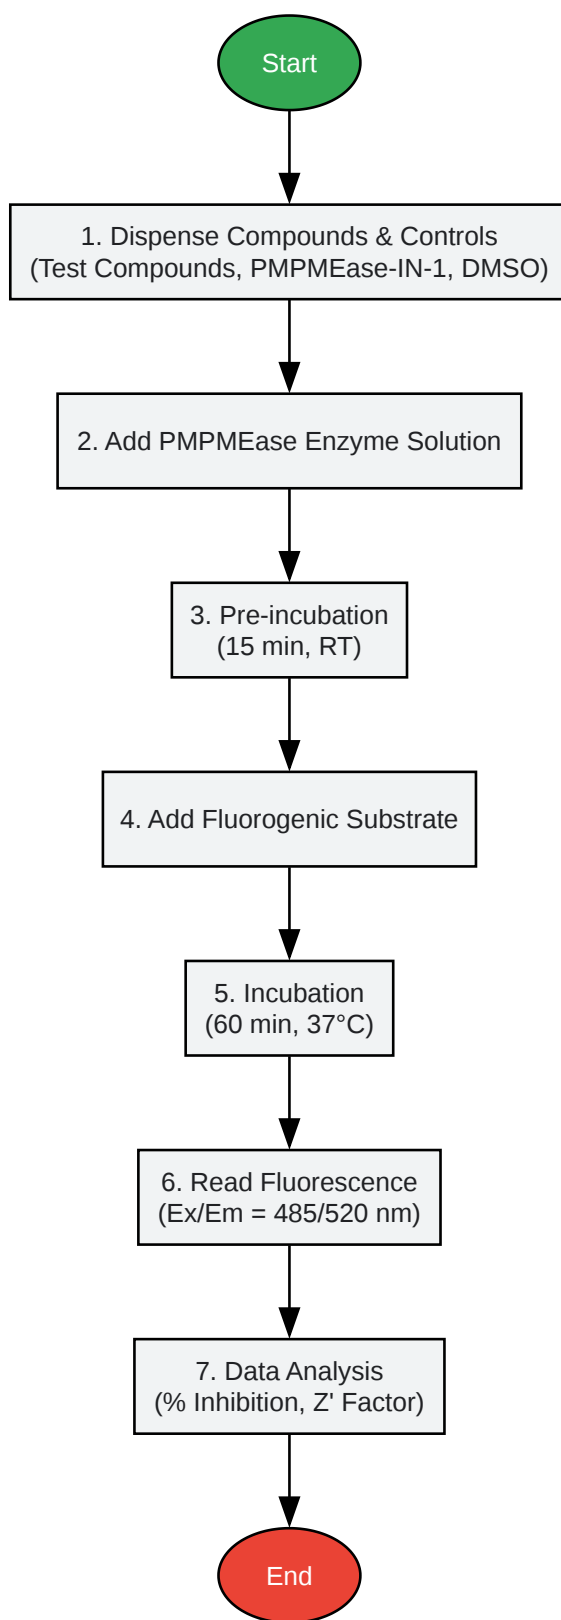 Start
1. Dispense Compounds & Controls
(Test Compounds, PMPMEase-IN-1, DMSO)
2. Add PMPMEase Enzyme Solution
3. Pre-incubation
(15 min, RT)
4. Add Fluorogenic Substrate
5. Incubation
(60 min, 37°C)
6. Read Fluorescence
(Ex/Em = 485/520 nm)
7. Data Analysis
(% Inhibition, Z' Factor)
End